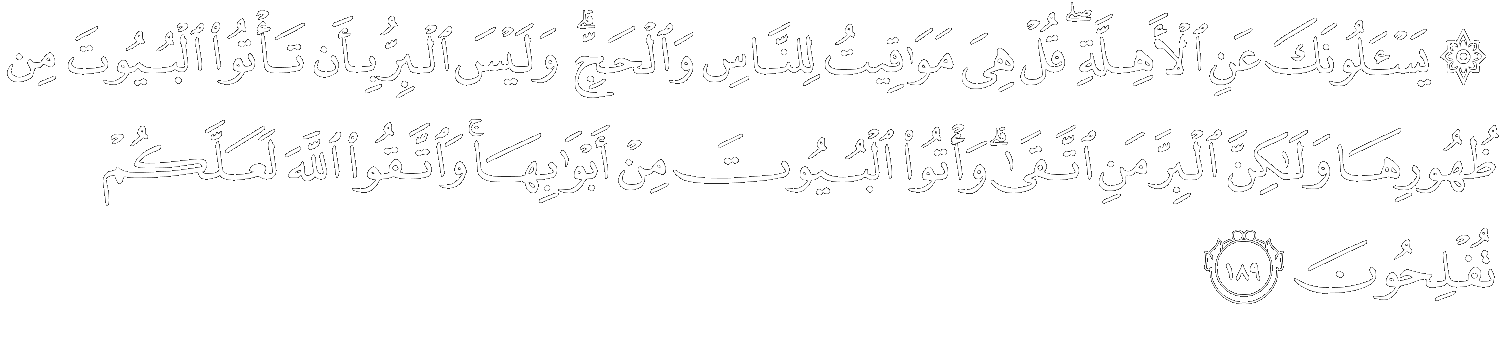 ۞ يَسْـَٔلُونَكَ عَنِ ٱلْأَهِلَّةِ ۖ قُلْ هِىَ مَوَٰقِيتُ لِلنَّاسِ وَٱلْحَجِّ ۗ وَلَيْسَ ٱلْبِرُّ بِأَن تَأْتُوا۟ ٱلْبُيُوتَ مِن
ظُهُورِهَا وَلَـٰكِنَّ ٱلْبِرَّ مَنِ ٱتَّقَىٰ ۗ وَأْتُوا۟ ٱلْبُيُوتَ مِنْ أَبْوَٰبِهَا ۚ وَٱتَّقُوا۟ ٱللَّهَ لَعَلَّكُمْ
تُفْلِحُونَ ١٨٩